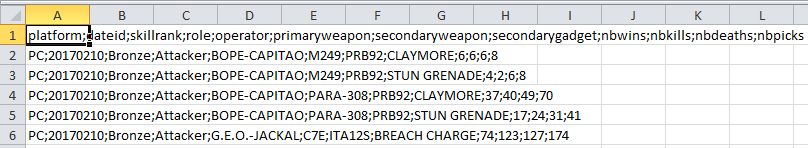 A B C D E F G H I J K L
1 platform;dateid;skillrank;role;operator;primaryweapon;secondaryweapon;secondarygadget;nbwins;nbkills;nbdeaths;nbpicks
2 PC;20170210;Bronze;Attacker;BOPE-CAPITAO;M249;PRB92;CLAYMORE;6;6;6;8
3 PC;20170210;Bronze;Attacker;BOPE-CAPITAO;M249;PRB92;STUN GRENADE;4;2;6;8
4 PC;20170210;Bronze;Attacker;BOPE-CAPITAO;PARA-308;PRB92;CLAYMORE;37;40;49;70
5 PC;20170210;Bronze;Attacker;BOPE-CAPITAO;PARA-308;PRB92;STUN GRENADE;17;24;31;41
6 PC;20170210;Bronze;Attacker;G.E.O.-JACKAL;C7E;ITA12S;BREACH CHARGE;74;123;127;174